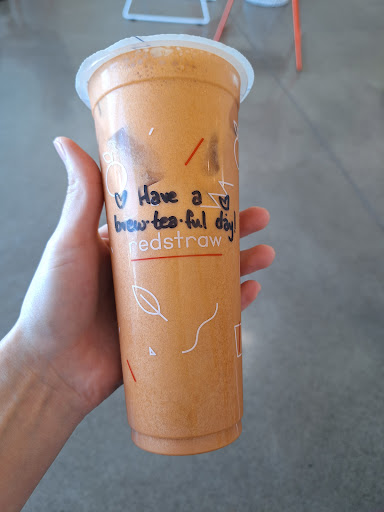 ♡ Have a ♡
brew·tea·ful day!
redstraw